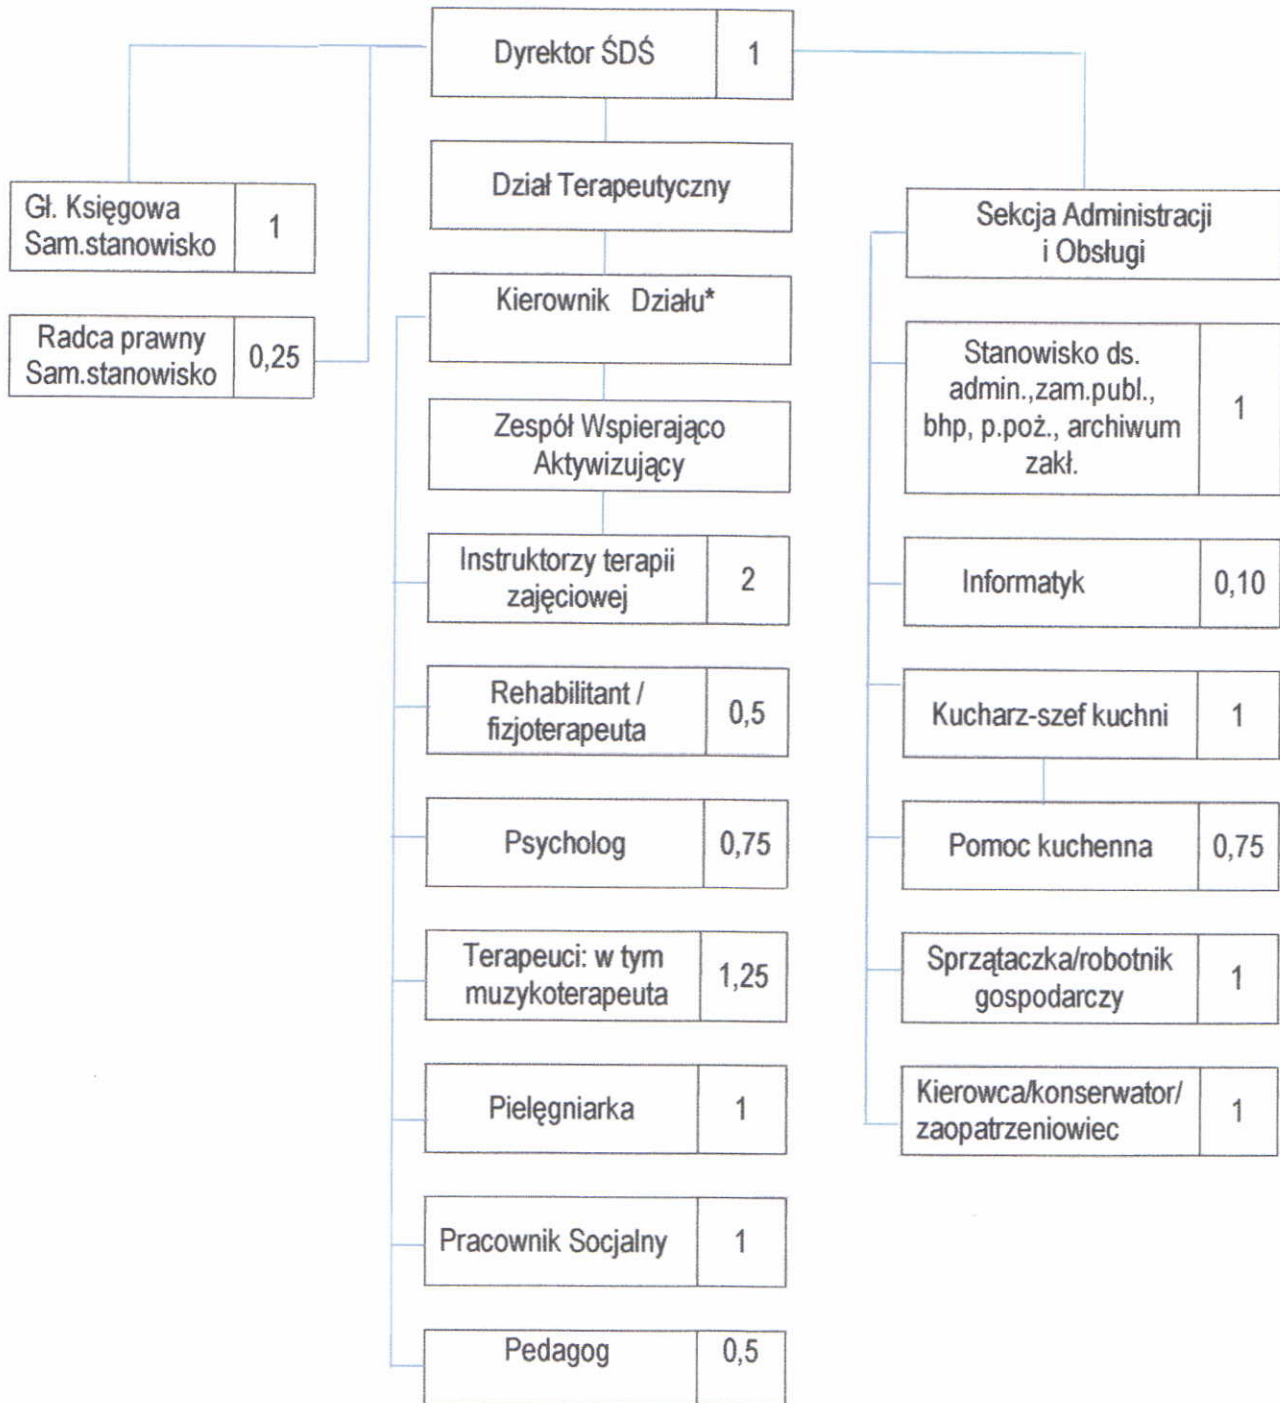 Dyrektor ŚDŚ 1
Dział Terapeutyczny
Gł. Księgowa
Sam.stanowisko
1
Radca prawny
Sam.stanowisko
0,25
Kierownik Działu*
Zespół Wspierająco
Aktywizujący
Instruktorzy terapii
zajęciowej
2
Rehabilitant /
fizjoterapeuta
0,5
Psycholog 0,75
Terapeuci: w tym
muzykoterapeuta
1,25
Pielęgniarka 1
Pracownik Socjalny 1
Pedagog 0,5
Sekcja Administracji
i Obsługi
Stanowisko ds.
admin.,zam.publ.,
bhp, p.poż., archiwum
zakł.
1
Informatyk 0,10
Kucharz-szef kuchni 1
Pomoc kuchenna 0,75
Sprzątaczka/robotnik
gospodarczy
1
Kierowca/konserwator/
zaopatrzeniowiec
1